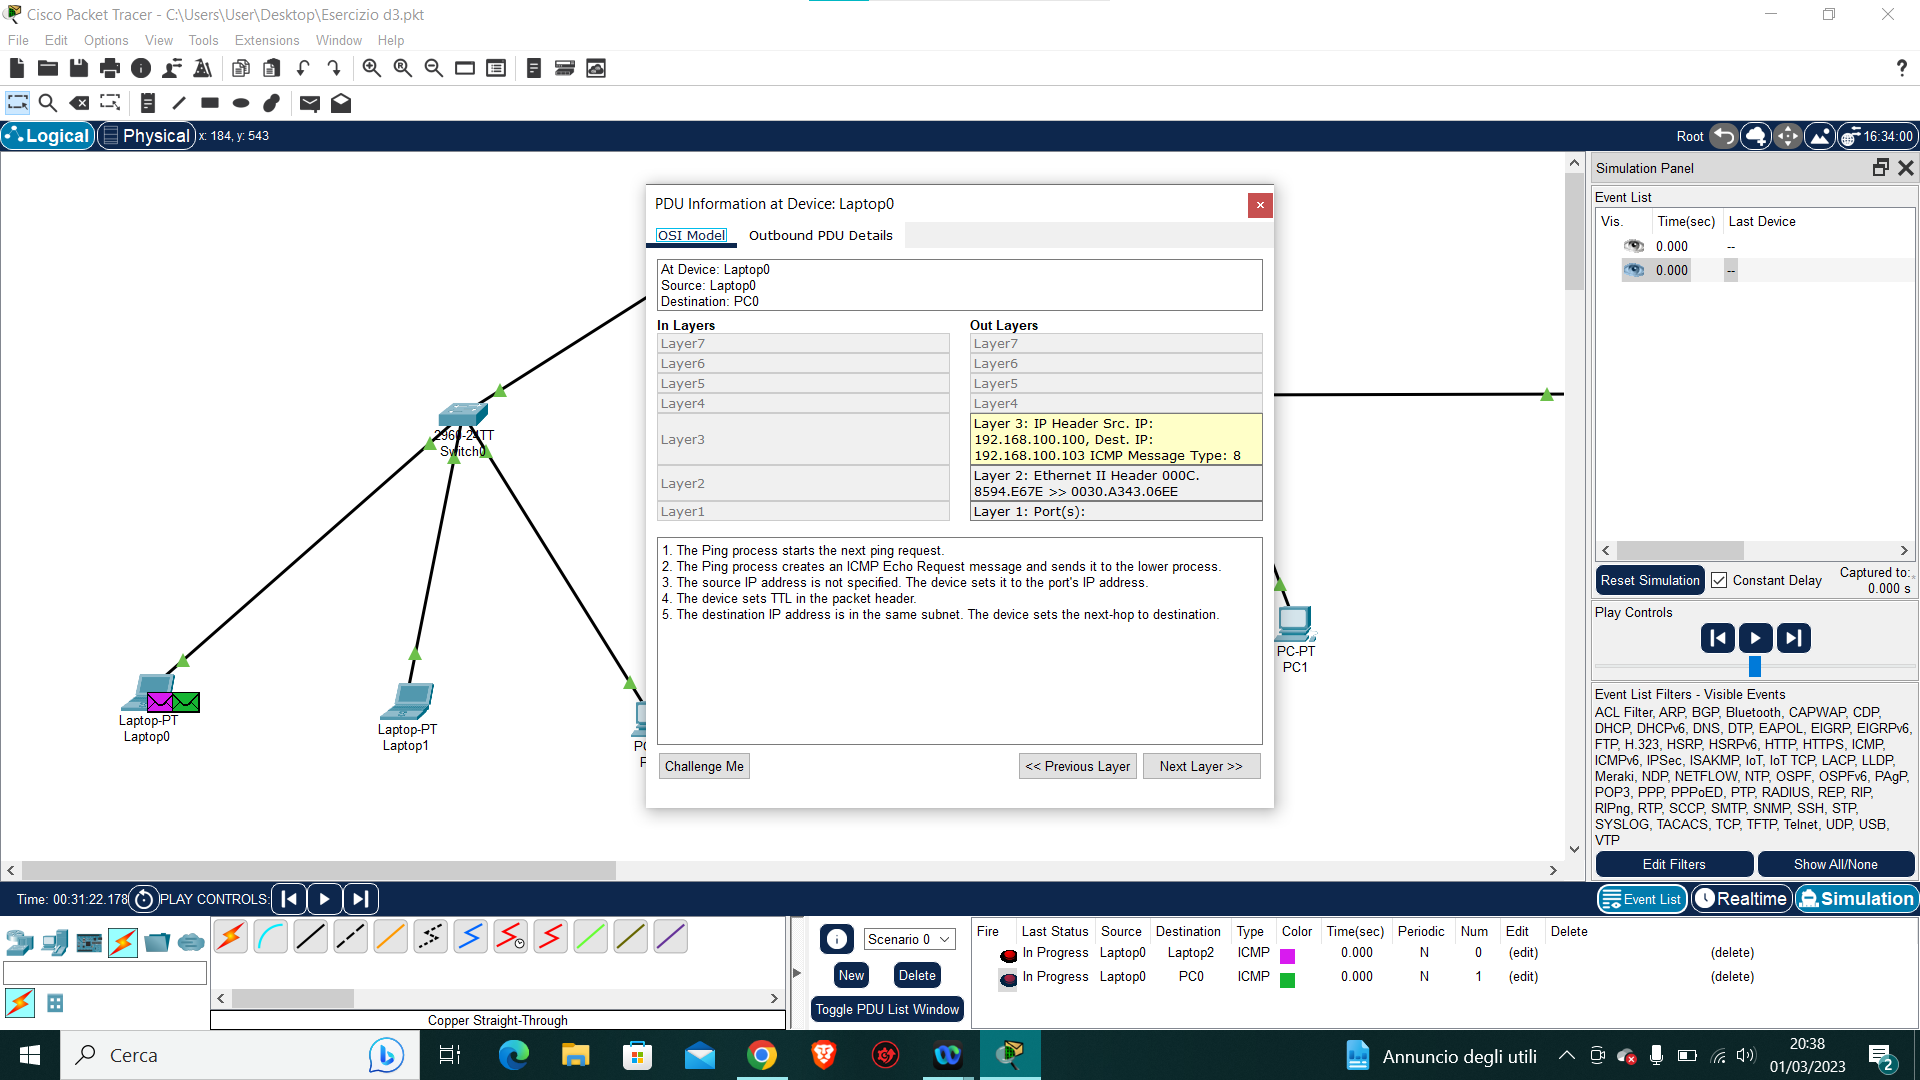 Cisco Packet Tracer - C:\Users\User\Desktop\Esercizio d3.pkt
File Edit Options View Tools Extensions Window Help
?
Logical Physical x: 184, y: 543
Root 16:34:00
PDU Information at Device: Laptop0
OSI Model Outbound PDU Details
At Device: Laptop0
Source: Laptop0
Destination: PC0
In Layers
Layer7
Layer6
Layer5
Layer4
Layer3
Layer2
Layer1
Out Layers
Layer7
Layer6
Layer5
Layer4
Layer 3: IP Header Src. IP:
192.168.100.100, Dest. IP:
192.168.100.103 ICMP Message Type: 8
Layer 2: Ethernet II Header 000C.
8594.E67E >> 0030.A343.06EE
Layer 1: Port(s):
1. The Ping process starts the next ping request.
2. The Ping process creates an ICMP Echo Request message and sends it to the lower process.
3. The source IP address is not specified. The device sets it to the port's IP address.
4. The device sets TTL in the packet header.
5. The destination IP address is in the same subnet. The device sets the next-hop to destination.
Challenge Me
<< Previous Layer
Next Layer >>
2960-24TT
Switch0
Laptop-PT
Laptop0
Laptop-PT
Laptop1
PC-PT
PC1
Simulation Panel
Event List
Vis. Time(sec) Last Device
0.000 --
0.000 --
Reset Simulation
Constant Delay
Captured to:
0.000 s
Play Controls
Event List Filters - Visible Events
ACL Filter, ARP, BGP, Bluetooth, CAPWAP, CDP,
DHCP, DHCPv6, DNS, DTP, EAPOL, EIGRP, EIGRPv6,
FTP, H.323, HSRP, HSRPv6, HTTP, HTTPS, ICMP,
ICMPv6, IPSec, ISAKMP, IoT, IoT TCP, LACP, LLDP,
Meraki, NDP, NETFLOW, NTP, OSPF, OSPFv6, PAgP,
POP3, PPP, PPPoED, PTP, RADIUS, REP, RIP,
RIPng, RTP, SCCP, SMTP, SNMP, SSH, STP,
SYSLOG, TACACS, TCP, TFTP, Telnet, UDP, USB,
VTP
Edit Filters
Show All/None
Time: 00:31:22.178
PLAY CONTROLS:
Event List
Realtime
Simulation
Copper Straight-Through
Scenario 0
New
Delete
Toggle PDU List Window
Fire Last Status Source Destination Type Color Time(sec) Periodic Num Edit Delete
In Progress Laptop0 Laptop2 ICMP 0.000 N 0 (edit) (delete)
In Progress Laptop0 PC0 ICMP 0.000 N 1 (edit) (delete)
Cerca
Annuncio degli utili
20:38
01/03/2023
2